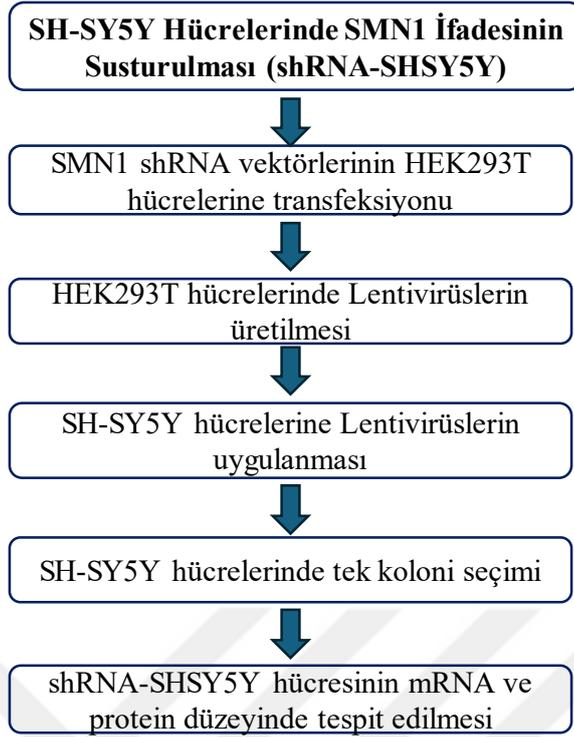 SH-SY5Y Hücrelerinde SMN1 İfadesinin
Susturulması (shRNA-SHSY5Y)
SMN1 shRNA vektörlerinin HEK293T
hücrelerine transfeksiyonu
HEK293T hücrelerinde Lentivirüslerin
üretilmesi
SH-SY5Y hücrelerine Lentivirüslerin
uygulanması
SH-SY5Y hücrelerinde tek koloni seçimi
shRNA-SHSY5Y hücresinin mRNA ve
protein düzeyinde tespit edilmesi